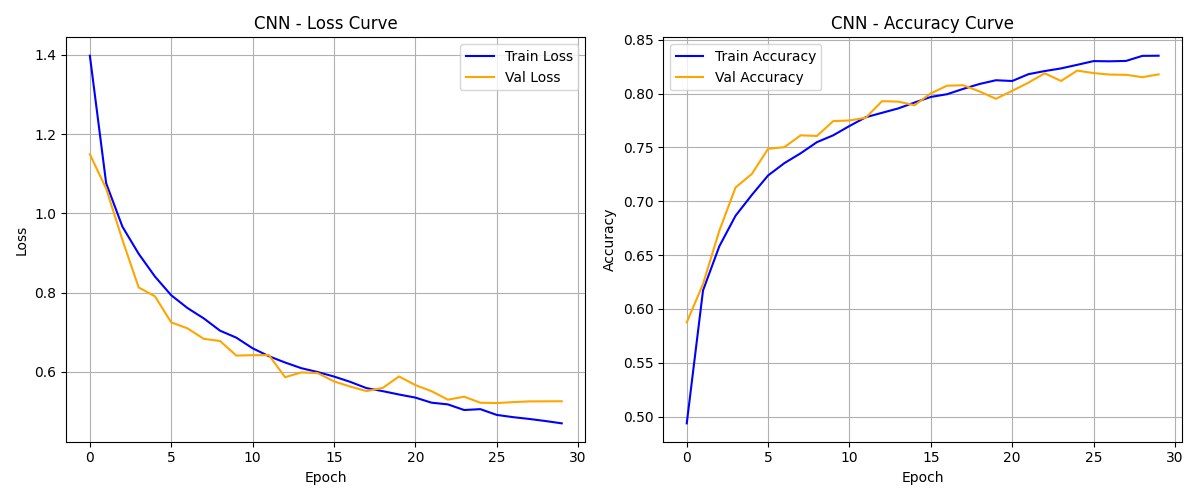 CNN - Loss Curve
1.4
1.2
1.0
0.8
0.6
Loss
0 5 10 15 20 25 30
Epoch
Train Loss
Val Loss
CNN - Accuracy Curve
0.85
0.80
0.75
0.70
0.65
0.60
0.55
0.50
Accuracy
0 5 10 15 20 25 30
Epoch
Train Accuracy
Val Accuracy